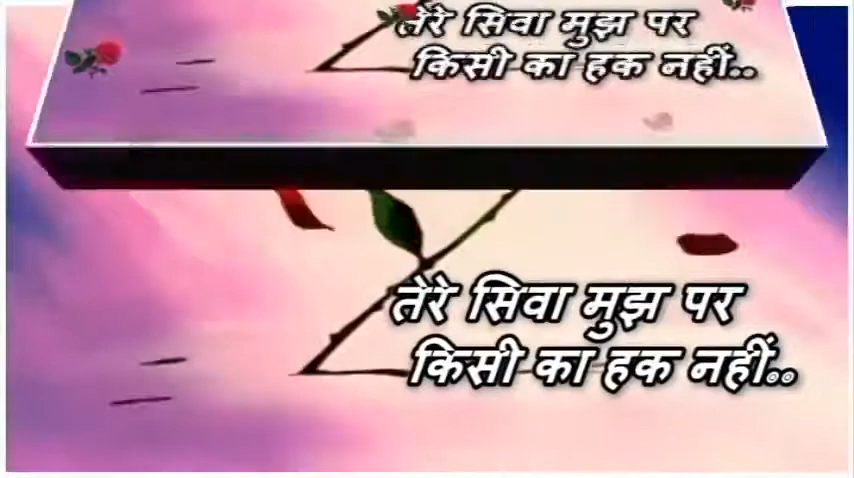 तेरे सिवा मुझ पर
किसी का हक नहीं..
तेरे सिवा मुझ पर
किसी का हक नहीं..